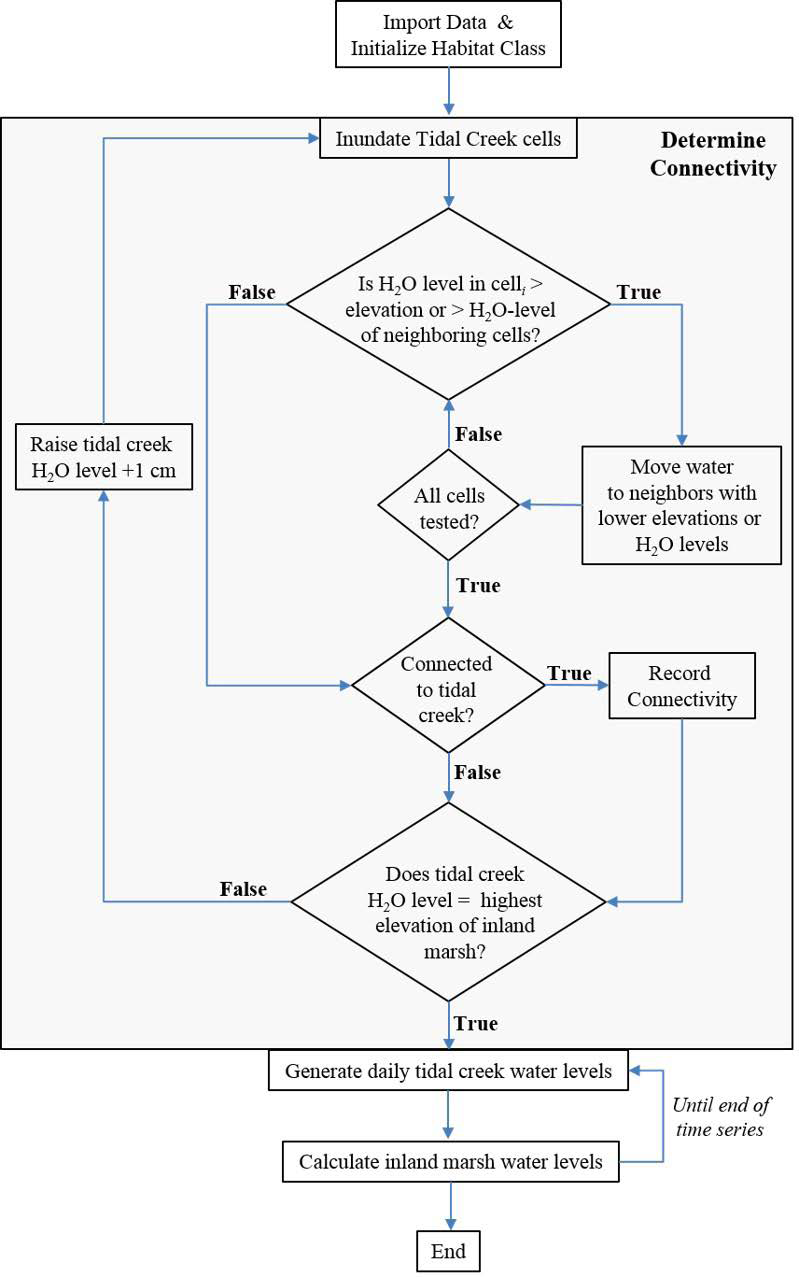 Import Data &
Initialize Habitat Class
Inundate Tidal Creek cells
Determine
Connectivity
Is H₂O level in cellᵢ >
elevation or > H₂O-level
of neighboring cells?
False
True
Raise tidal creek
H₂O level +1 cm
False
All cells
tested?
Move water
to neighbors with
lower elevations or
H₂O levels
True
Connected
to tidal
creek?
True
Record
Connectivity
False
Does tidal creek
H₂O level = highest
elevation of inland
marsh?
False
True
Generate daily tidal creek water levels
Until end of
time series
Calculate inland marsh water levels
End